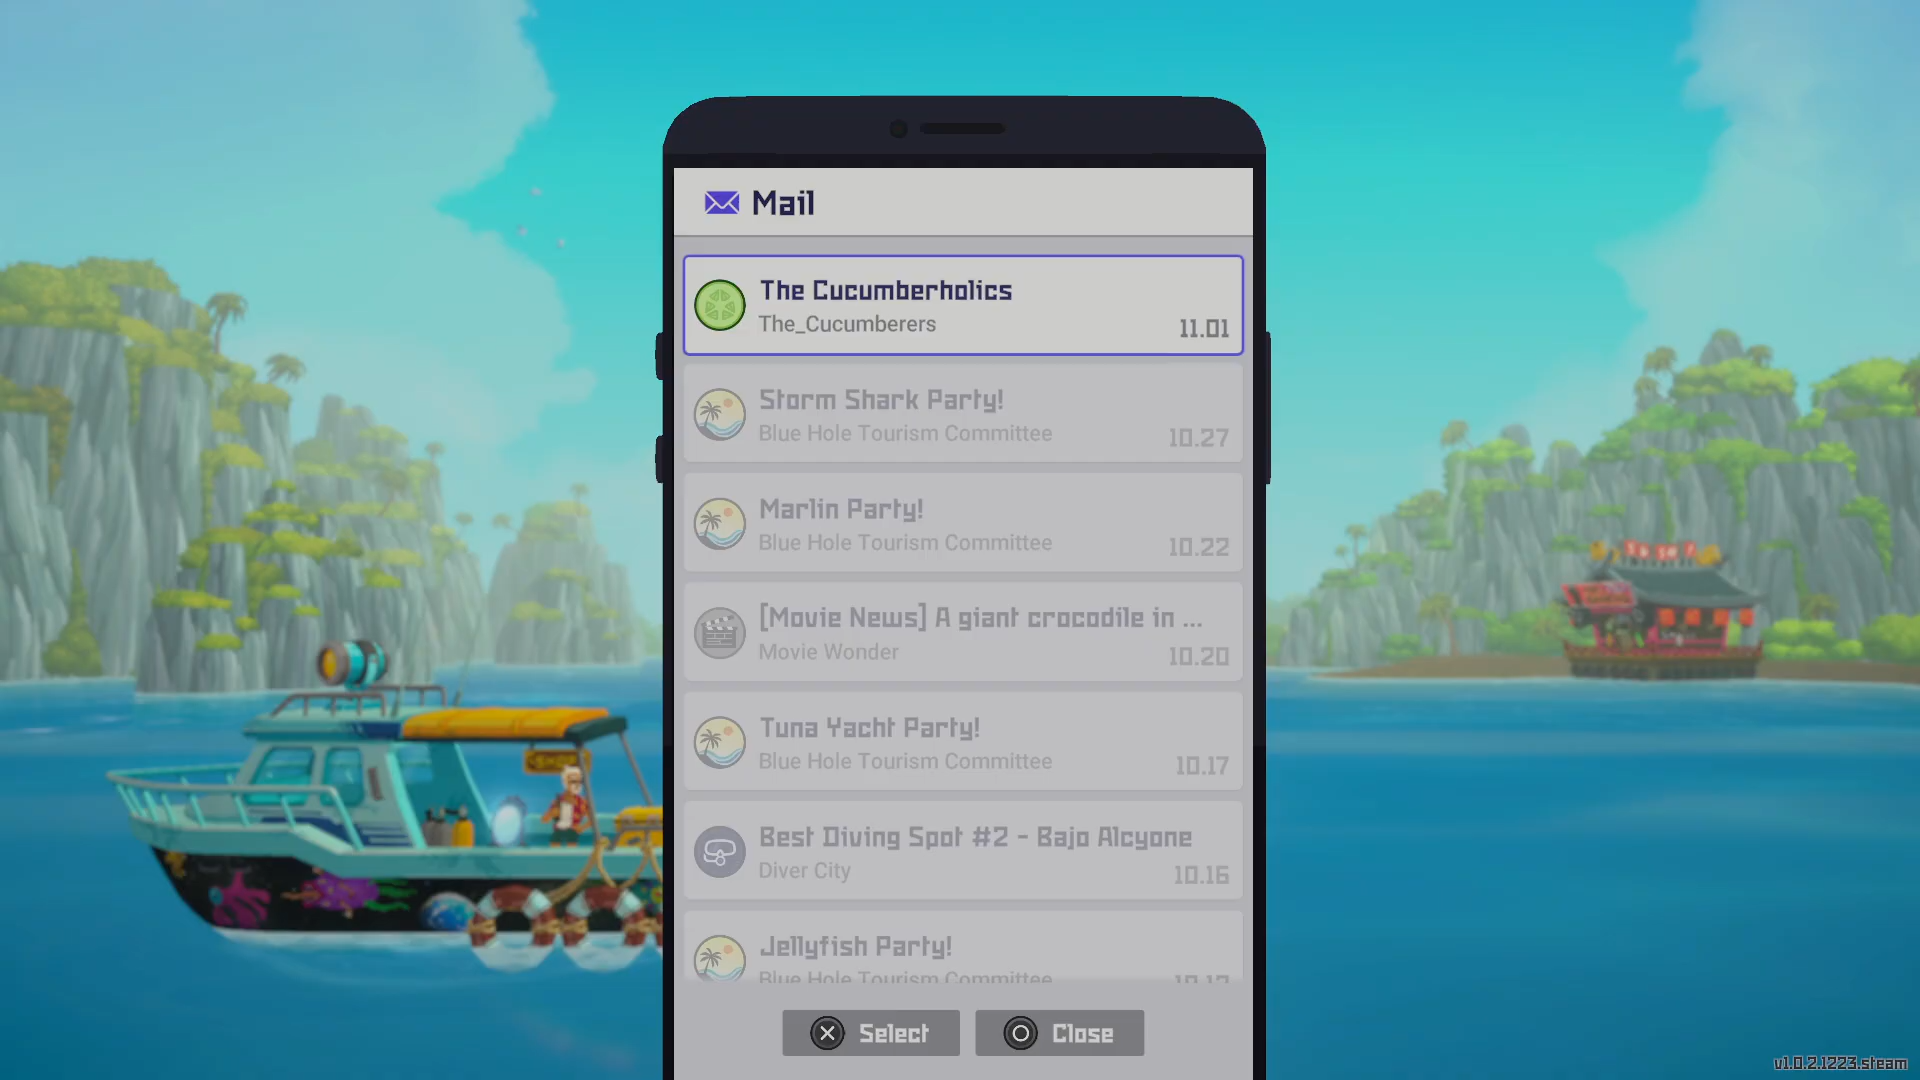 Mail
The Cucumberholics
The_Cucumberers
11.01
Storm Shark Party!
Blue Hole Tourism Committee
10.27
Marlin Party!
Blue Hole Tourism Committee
10.22
[Movie News] A giant crocodile in ...
Movie Wonder
10.20
Tuna Yacht Party!
Blue Hole Tourism Committee
10.17
Best Diving Spot #2 - Bajo Alcyone
Diver City
10.16
Jellyfish Party!
Blue Hole Tourism Committee
Select
Close
v1.0.2.1223.steam